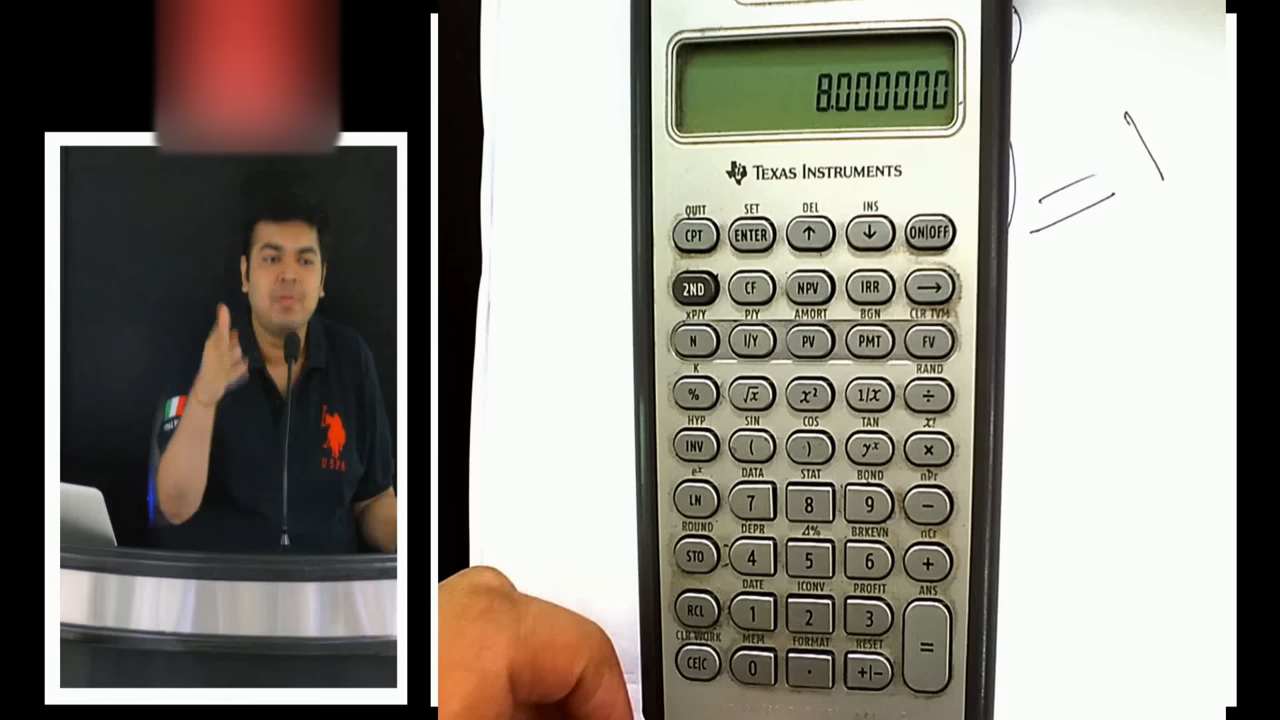 8.000000
TEXAS INSTRUMENTS
QUIT SET DEL INS
CPT ENTER ↑ ↓ ON|OFF
2ND CF NPV IRR →
xP/Y P/Y AMORT BGN CLR TVM
N I/Y PV PMT FV
K RAND
% √x x² 1/x ÷
HYP SIN COS TAN x!
INV ( ) yˣ ×
eˣ DATA STAT BOND nPr
LN 7 8 9 −
ROUND DEPR Δ% BRKEVN nCr
STO 4 5 6 +
DATE ICONV PROFIT ANS
RCL 1 2 3 =
CLR WORK MEM FORMAT RESET
CE|C 0 . +|−
= 1
USPA